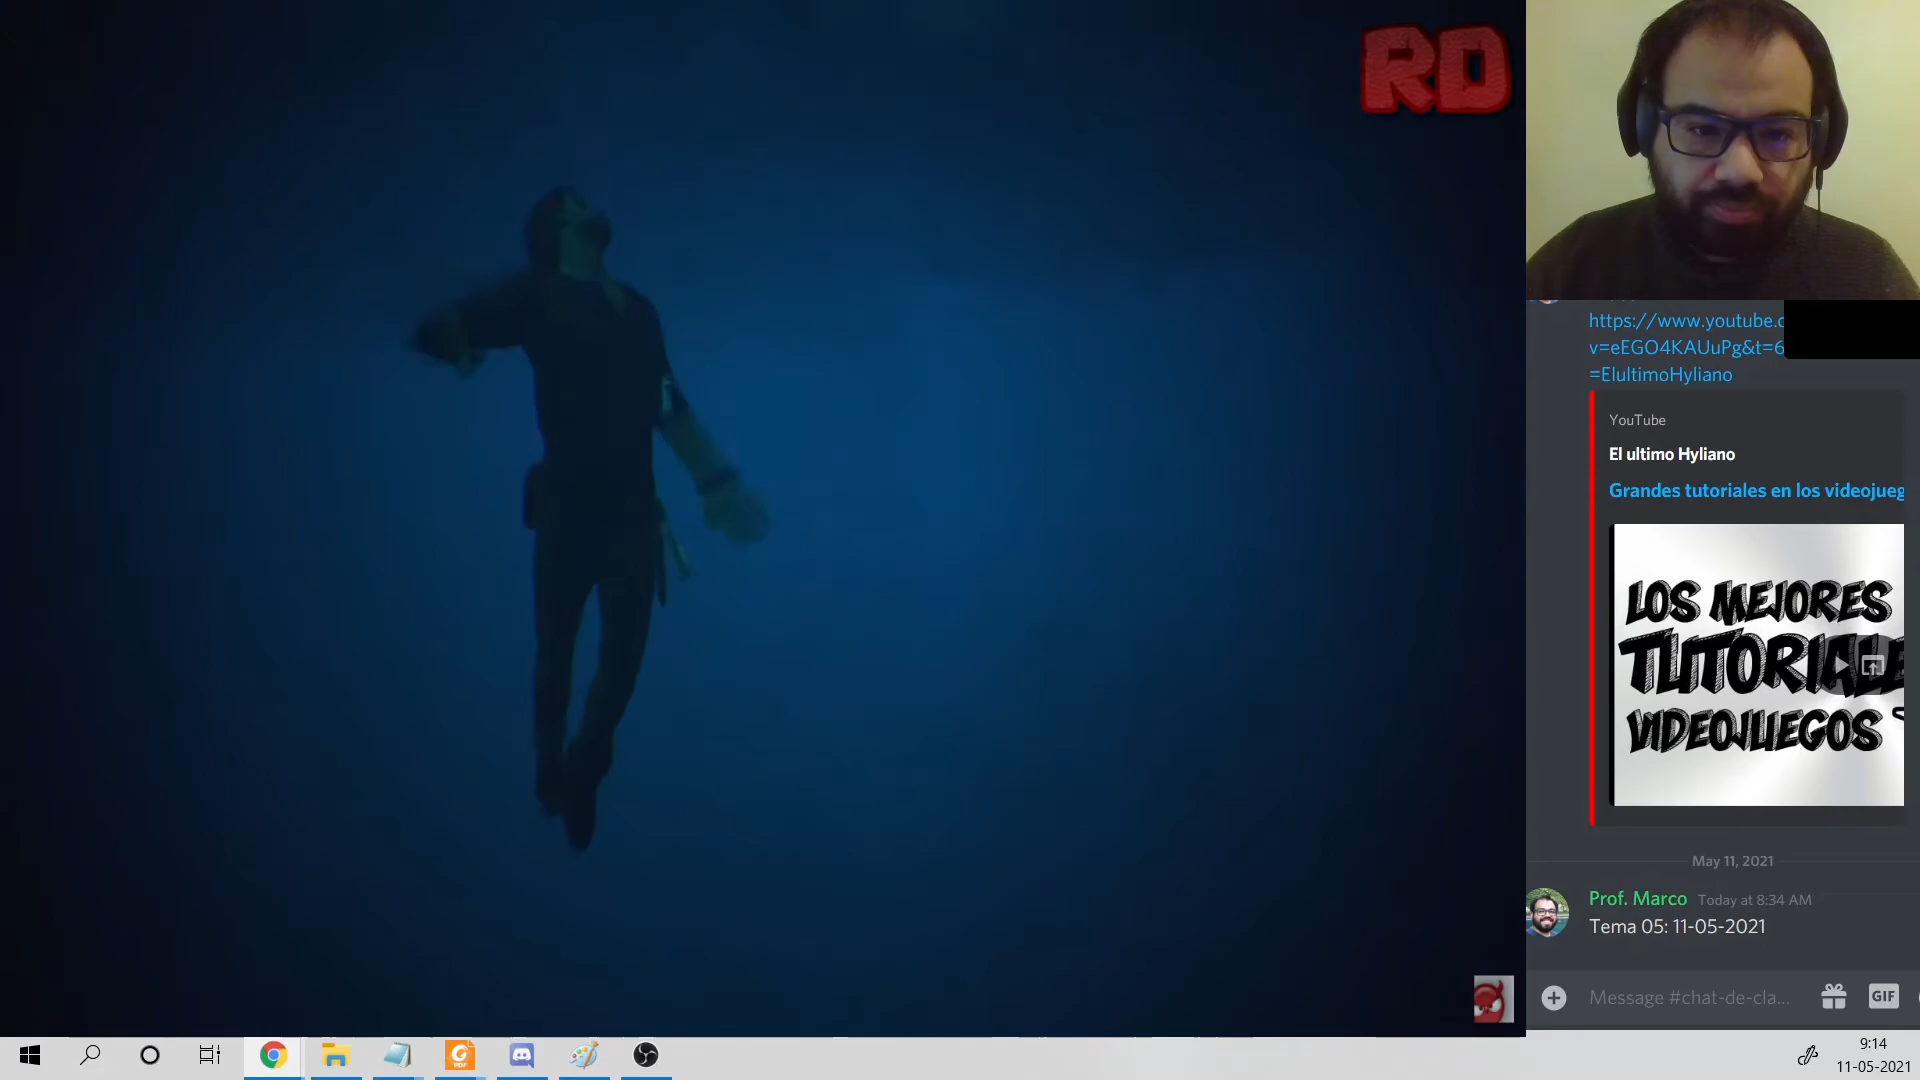 RD
https://www.youtube.c
v=eEGO4KAUuPg&t=6
=ElultimoHyliano
YouTube
El ultimo Hyliano
Grandes tutoriales en los videojueg
LOS MEJORES
TUTORIALE
VIDEOJUEGOS
May 11, 2021
Prof. Marco Today at 8:34 AM
Tema 05: 11-05-2021
Message #chat-de-cla...
GIF
PDF
9:14
11-05-2021